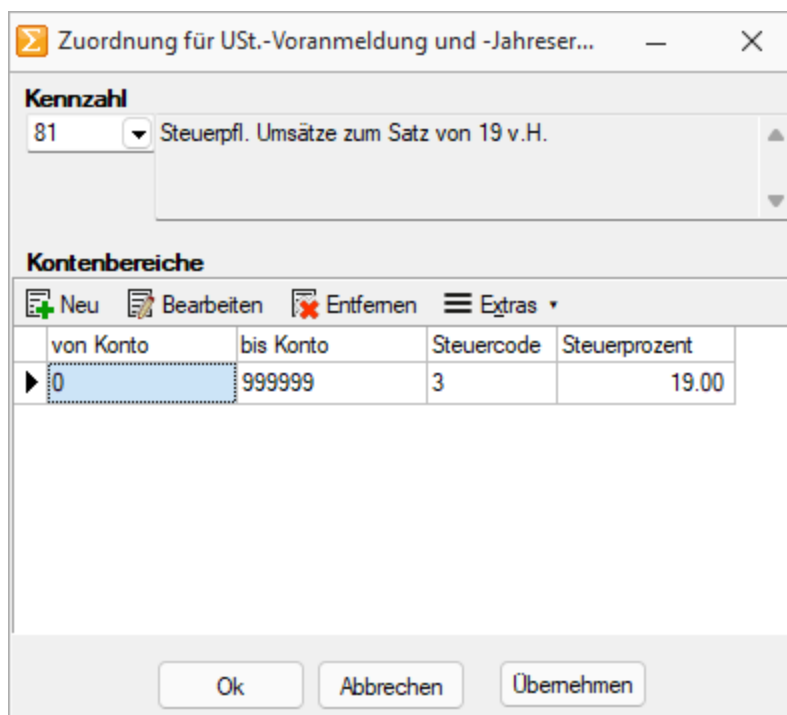 Zuordnung für USt.-Voranmeldung und -Jahreser...
Kennzahl
81 Steuerpfl. Umsätze zum Satz von 19 v.H.
Kontenbereiche
Neu Bearbeiten Entfernen Extras
von Konto bis Konto Steuercode Steuerprozent
0 999999 3 19.00
Ok Abbrechen Übernehmen